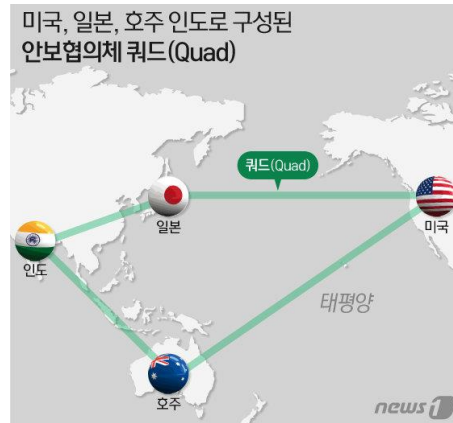 미국, 일본, 호주 인도로 구성된
안보협의체 쿼드(Quad)
쿼드(Quad)
일본
미국
인도
태평양
호주
news1